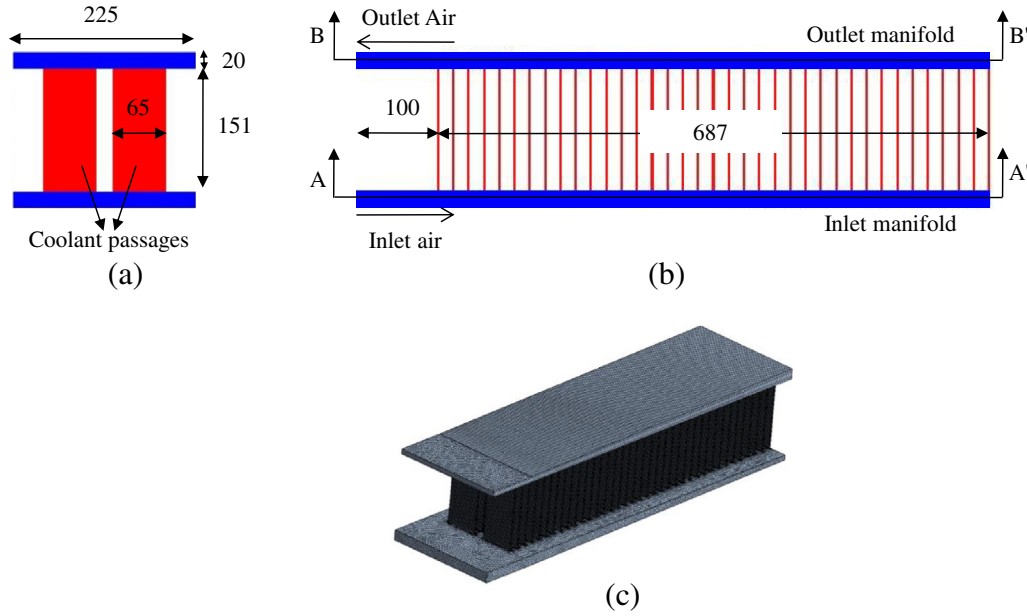 225
20
65
151
Coolant passages
(a)
B
Outlet Air
Outlet manifold
B'
100
687
A
A'
Inlet air
Inlet manifold
(b)
(c)